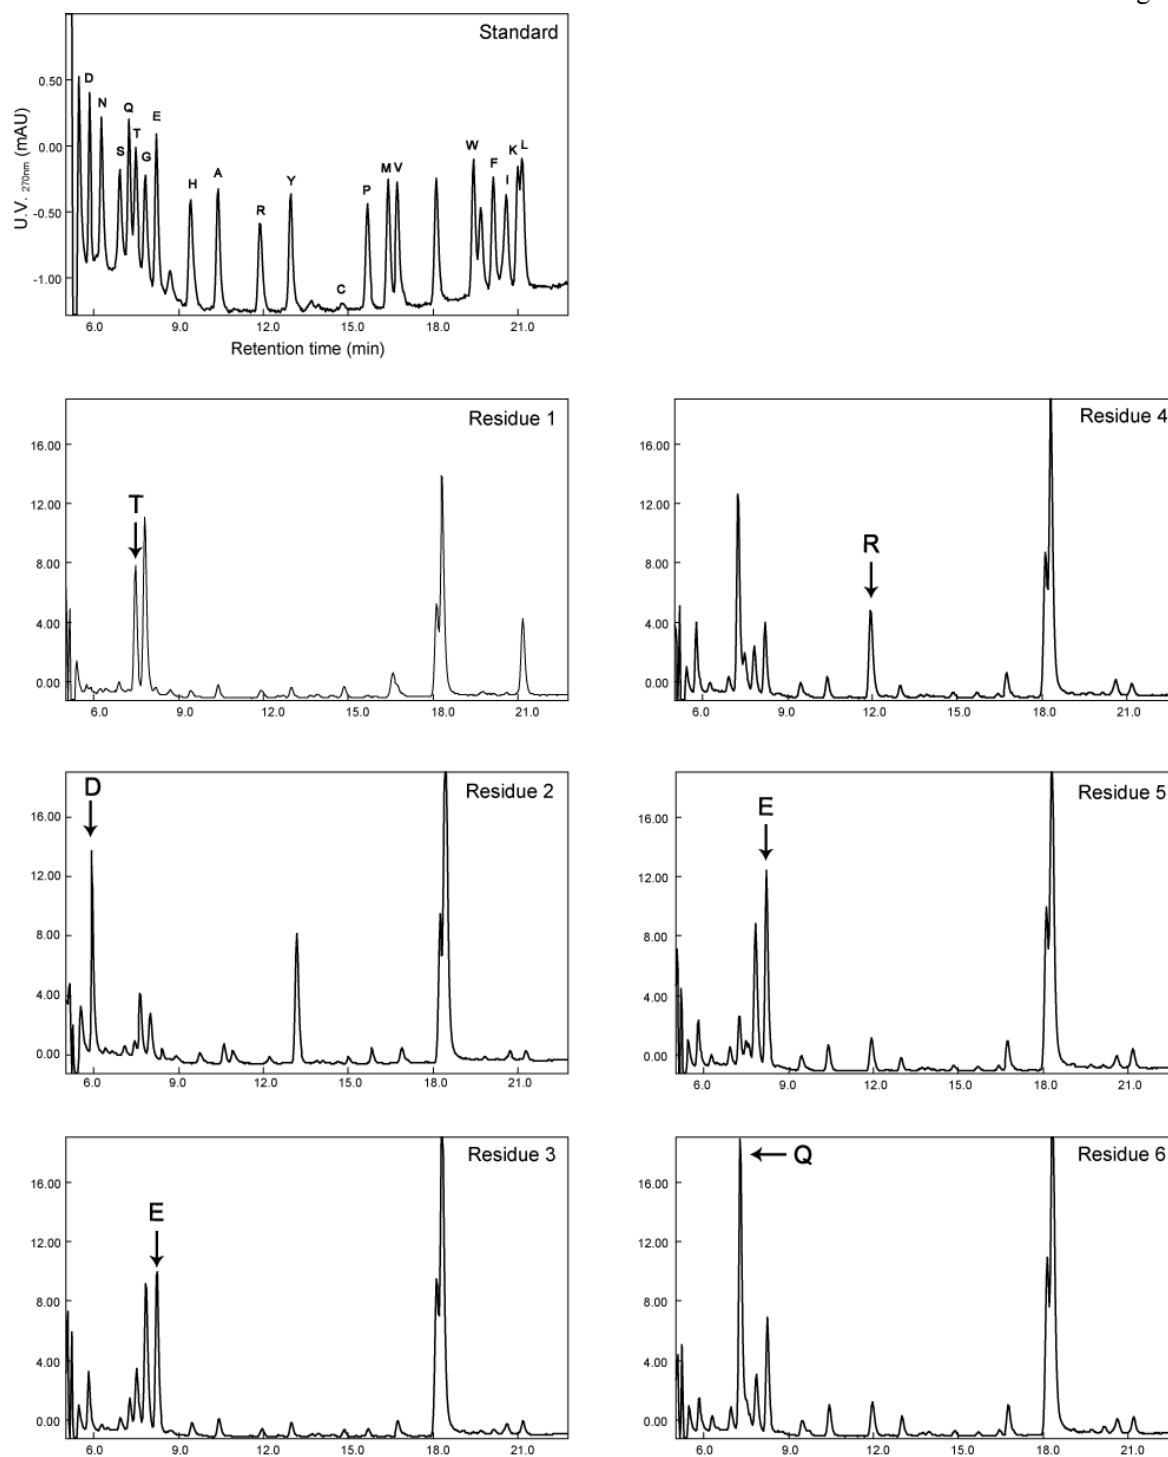 g
Standard
D
N
S
Q
T
G
E
H
A
R
Y
C
P
M V
W
F
I
K L
0.50
0.00
-0.50
-1.00
U.V. 270nm (mAU)
6.0 9.0 12.0 15.0 18.0 21.0
Retention time (min)
Residue 1
T
16.00
12.00
8.00
4.00
0.00
6.0 9.0 12.0 15.0 18.0 21.0
Residue 4
R
16.00
12.00
8.00
4.00
0.00
6.0 9.0 12.0 15.0 18.0 21.0
Residue 2
D
16.00
12.00
8.00
4.00
0.00
6.0 9.0 12.0 15.0 18.0 21.0
Residue 5
E
16.00
12.00
8.00
4.00
0.00
6.0 9.0 12.0 15.0 18.0 21.0
Residue 3
E
16.00
12.00
8.00
4.00
0.00
6.0 9.0 12.0 15.0 18.0 21.0
Residue 6
Q
16.00
12.00
8.00
4.00
0.00
6.0 9.0 12.0 15.0 18.0 21.0